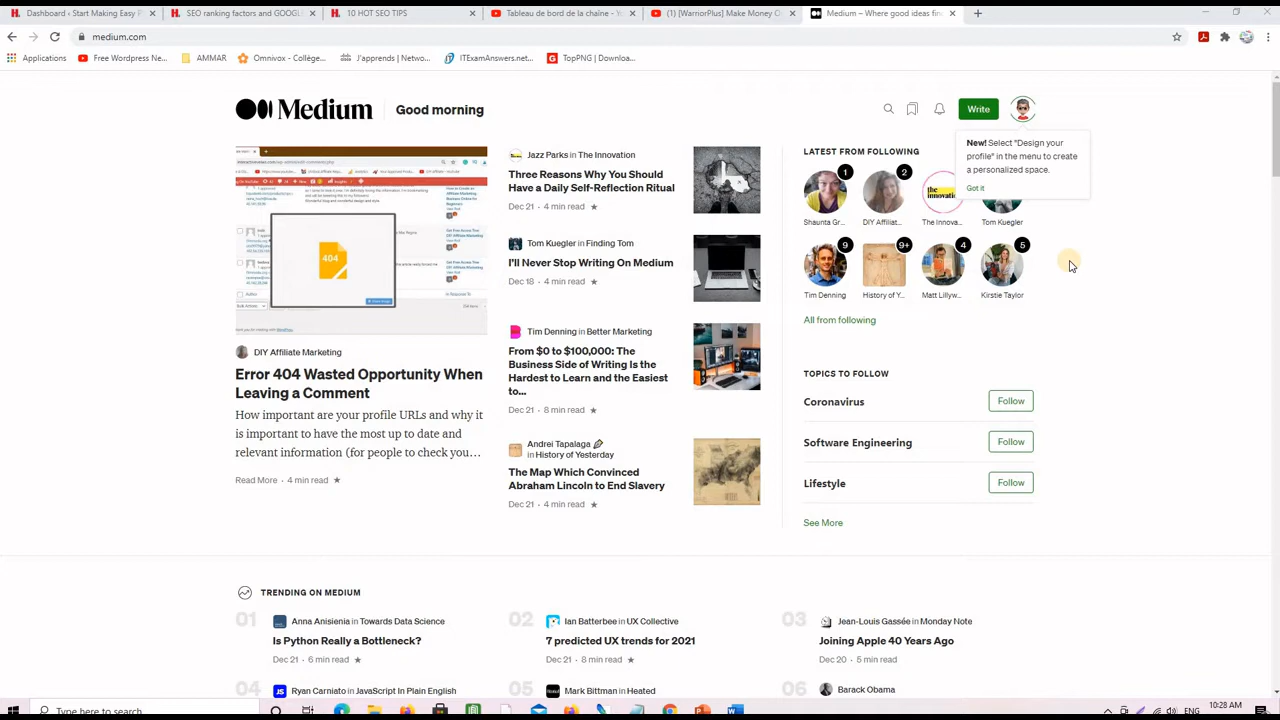 Dashboard ‹ Start Making Easy
SEO ranking factors and GOOGLE
10 HOT SEO TIPS
Tableau de bord de la chaîne - Y
(1) [WarriorPlus] Make Money O
Medium – Where good ideas fin
medium.com
Applications
Free Wordpress Ne...
AMMAR
Omnivox - Collège...
J'apprends | Netwo...
ITExamAnswers.net...
TopPNG | Downloa...
Medium
Good morning
Write
New! Select "Design your
profile" in the menu to create
a personalized space.
Got it
404
DIY Affiliate Marketing
Error 404 Wasted Opportunity When
Leaving a Comment
How important are your profile URLs and why it
is important to have the most up to date and
relevant information (for people to check you...
Read More · 4 min read ★
Jazz Parks in The Innovation
Three Reasons Why You Should
Have a Daily Self-Reflection Ritual
Dec 21 · 4 min read ★
Tom Kuegler in Finding Tom
I'll Never Stop Writing On Medium
Dec 18 · 4 min read ★
Tim Denning in Better Marketing
From $0 to $100,000: The
Business Side of Writing Is the
Hardest to Learn and the Easiest
to...
Dec 21 · 8 min read ★
Andrei Tapalaga
in History of Yesterday
The Map Which Convinced
Abraham Lincoln to End Slavery
Dec 21 · 4 min read ★
LATEST FROM FOLLOWING
1
2
the
innovation
Shaunta Gr...
DIY Affiliat...
The Innova...
Tom Kuegler
9
9+
4
5
Tim Denning
History of Y...
Matt Lillyw...
Kirstie Taylor
All from following
TOPICS TO FOLLOW
Coronavirus
Follow
Software Engineering
Follow
Lifestyle
Follow
See More
TRENDING ON MEDIUM
01
Anna Anisienia in Towards Data Science
Is Python Really a Bottleneck?
Dec 21 · 6 min read ★
02
Ian Batterbee in UX Collective
7 predicted UX trends for 2021
Dec 21 · 8 min read ★
03
Jean-Louis Gassée in Monday Note
Joining Apple 40 Years Ago
Dec 20 · 5 min read
04
JS
Ryan Carniato in JavaScript In Plain English
05
Mark Bittman in Heated
06
Barack Obama
Type here to search
ENG
10:28 AM